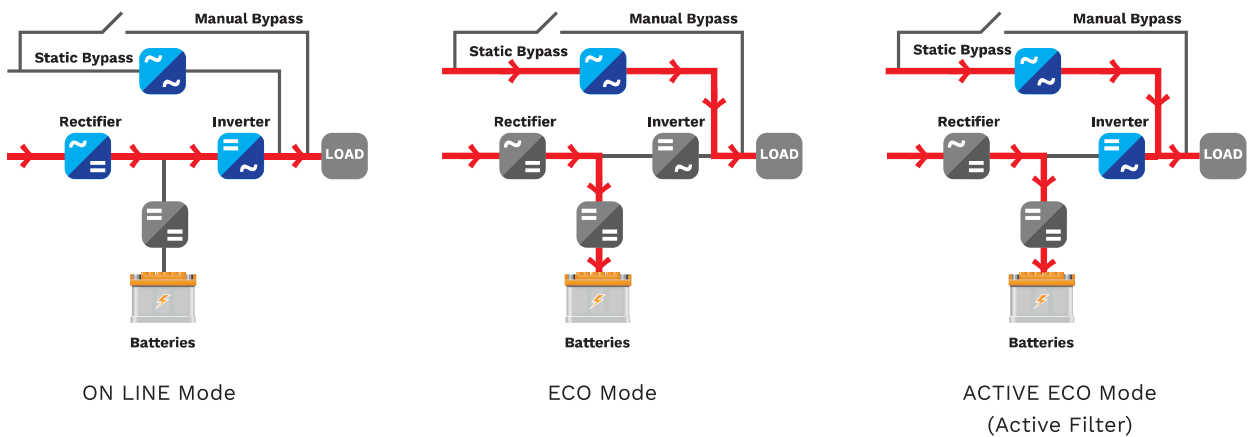 Manual Bypass
Static Bypass
Rectifier
Inverter
LOAD
Batteries
ON LINE Mode
Manual Bypass
Static Bypass
Rectifier
Inverter
LOAD
Batteries
ECO Mode
Manual Bypass
Static Bypass
Rectifier
Inverter
LOAD
Batteries
ACTIVE ECO Mode
(Active Filter)